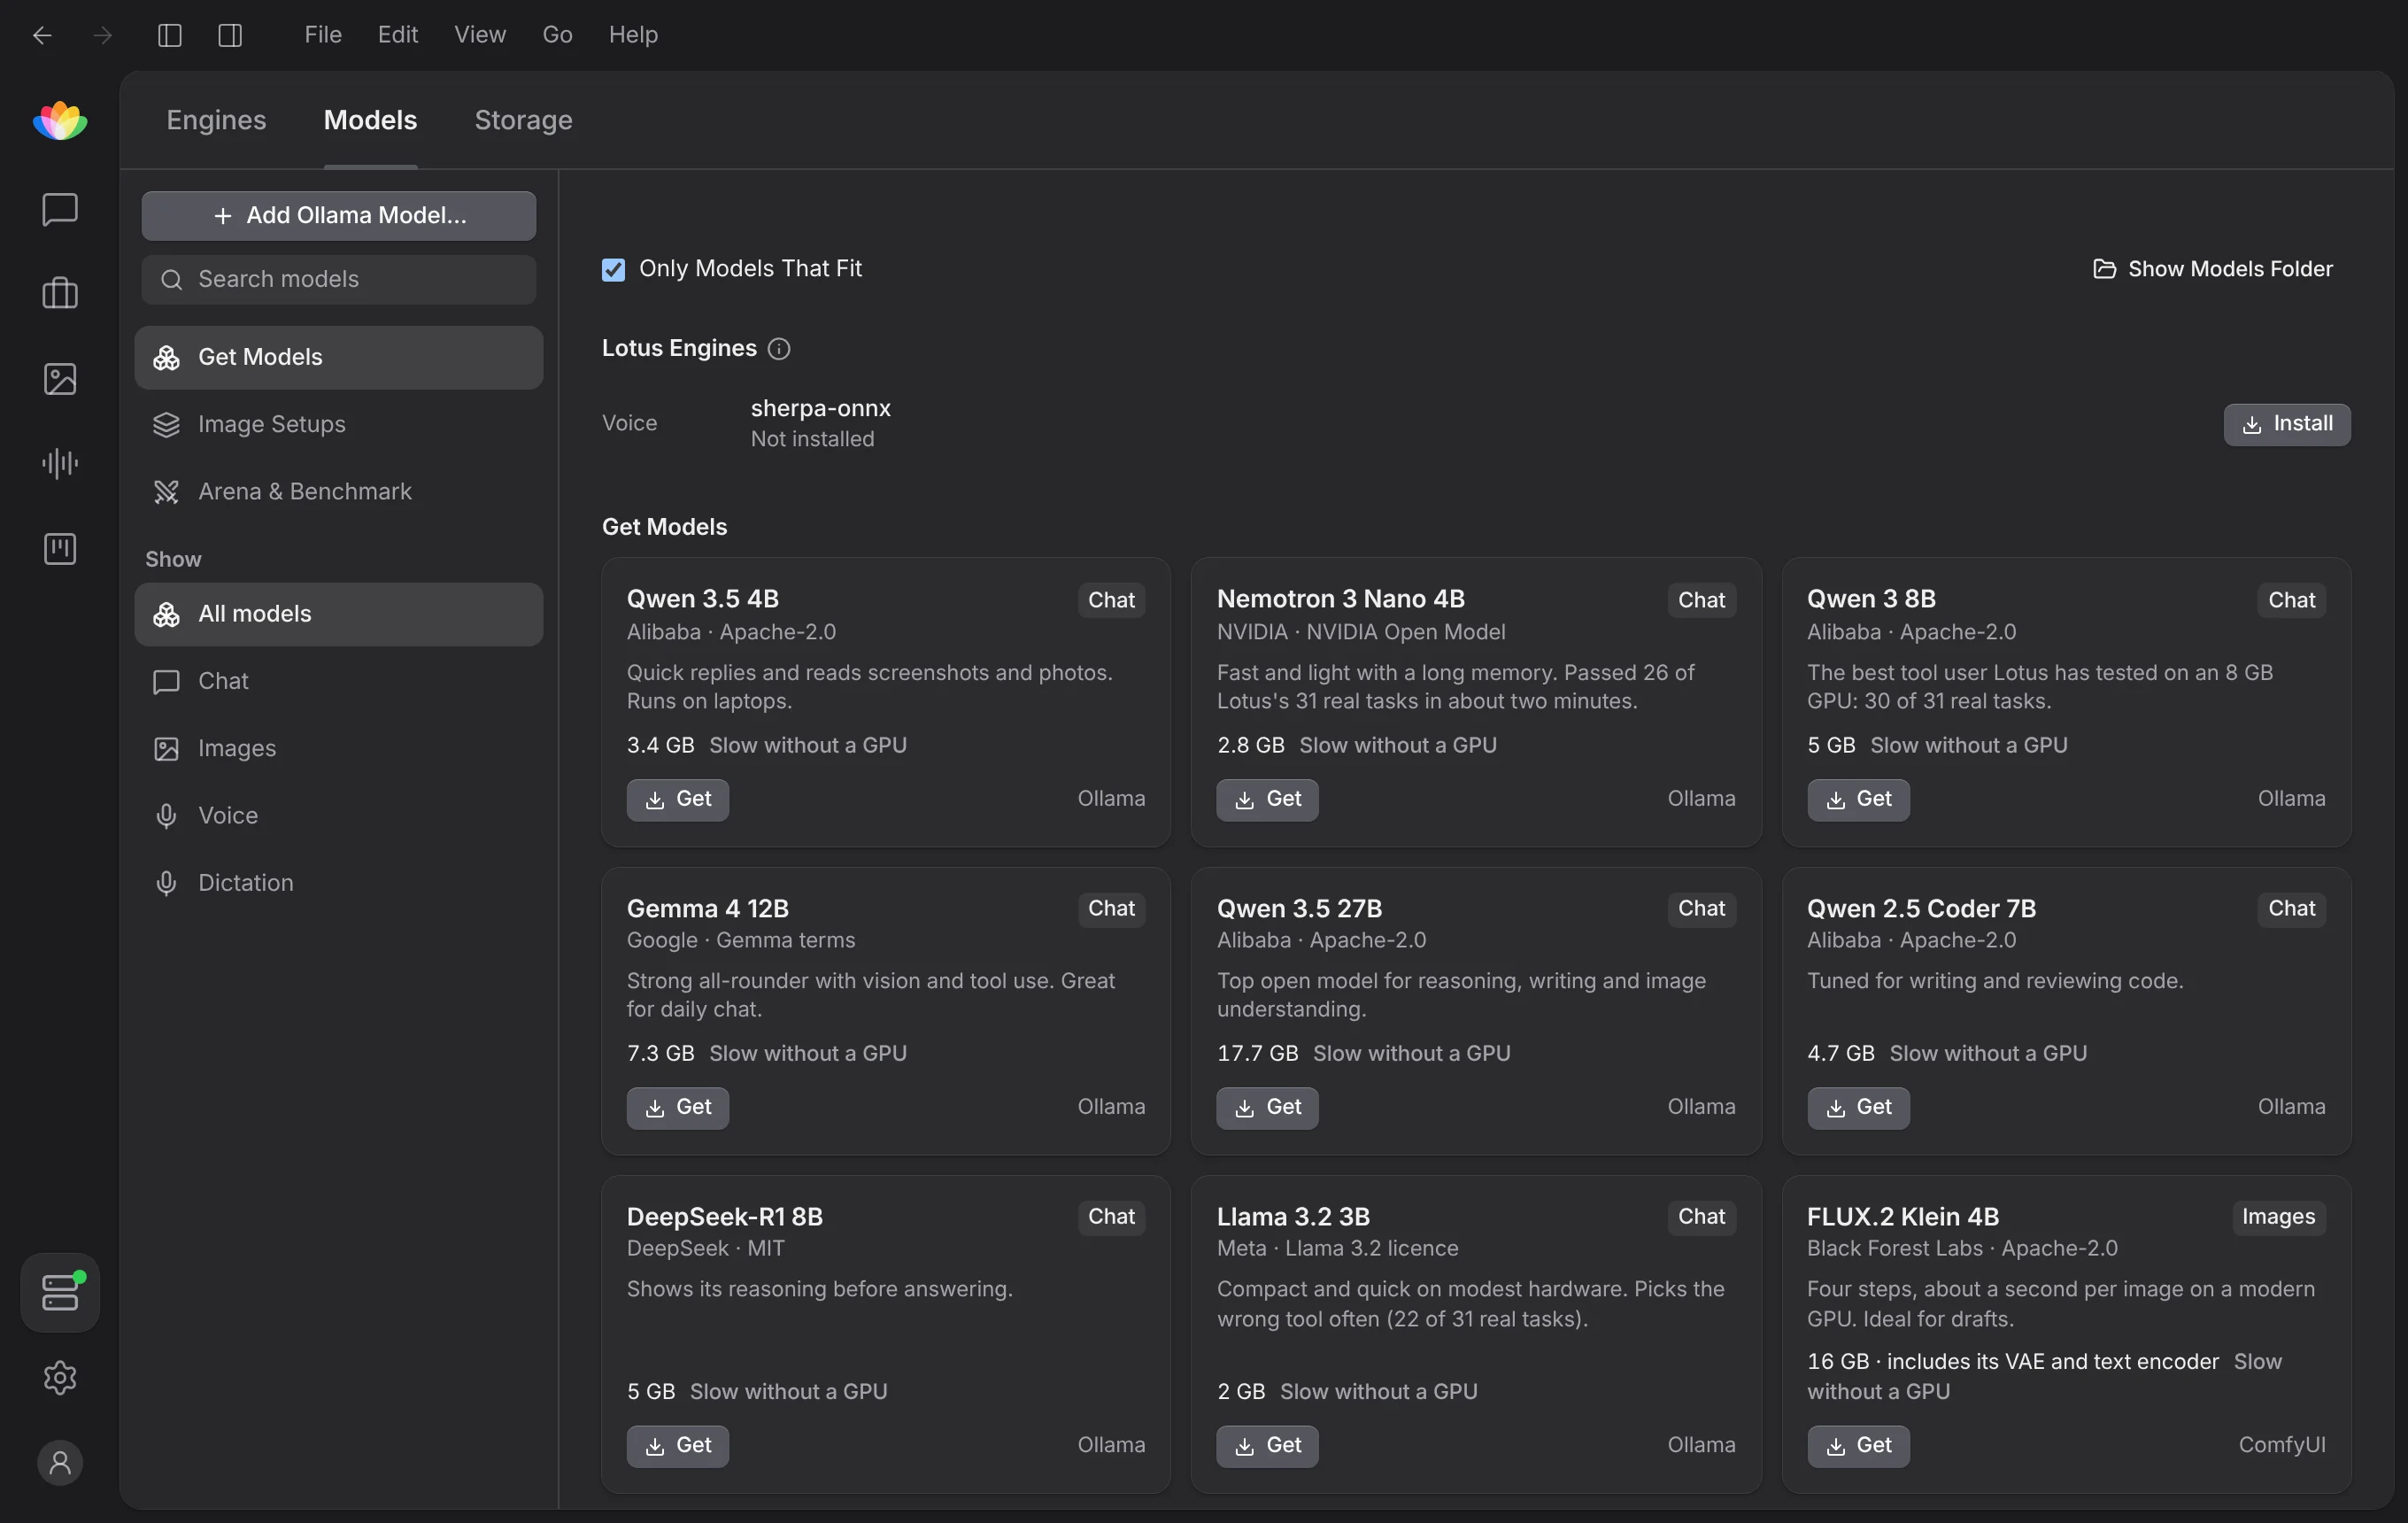 File Edit View Go Help
Engines Models Storage
+ Add Ollama Model...
Search models
Get Models
Image Setups
Arena & Benchmark
Show
All models
Chat
Images
Voice
Dictation
Only Models That Fit
Show Models Folder
Lotus Engines
Voice
sherpa-onnx
Not installed
Install
Get Models
Qwen 3.5 4B
Chat
Alibaba · Apache-2.0
Quick replies and reads screenshots and photos.
Runs on laptops.
3.4 GB Slow without a GPU
Get
Ollama
Nemotron 3 Nano 4B
Chat
NVIDIA · NVIDIA Open Model
Fast and light with a long memory. Passed 26 of
Lotus's 31 real tasks in about two minutes.
2.8 GB Slow without a GPU
Get
Ollama
Qwen 3 8B
Chat
Alibaba · Apache-2.0
The best tool user Lotus has tested on an 8 GB
GPU: 30 of 31 real tasks.
5 GB Slow without a GPU
Get
Ollama
Gemma 4 12B
Chat
Google · Gemma terms
Strong all-rounder with vision and tool use. Great
for daily chat.
7.3 GB Slow without a GPU
Get
Ollama
Qwen 3.5 27B
Chat
Alibaba · Apache-2.0
Top open model for reasoning, writing and image
understanding.
17.7 GB Slow without a GPU
Get
Ollama
Qwen 2.5 Coder 7B
Chat
Alibaba · Apache-2.0
Tuned for writing and reviewing code.
4.7 GB Slow without a GPU
Get
Ollama
DeepSeek-R1 8B
Chat
DeepSeek · MIT
Shows its reasoning before answering.
5 GB Slow without a GPU
Get
Ollama
Llama 3.2 3B
Chat
Meta · Llama 3.2 licence
Compact and quick on modest hardware. Picks the
wrong tool often (22 of 31 real tasks).
2 GB Slow without a GPU
Get
Ollama
FLUX.2 Klein 4B
Images
Black Forest Labs · Apache-2.0
Four steps, about a second per image on a modern
GPU. Ideal for drafts.
16 GB · includes its VAE and text encoder Slow
without a GPU
Get
ComfyUI